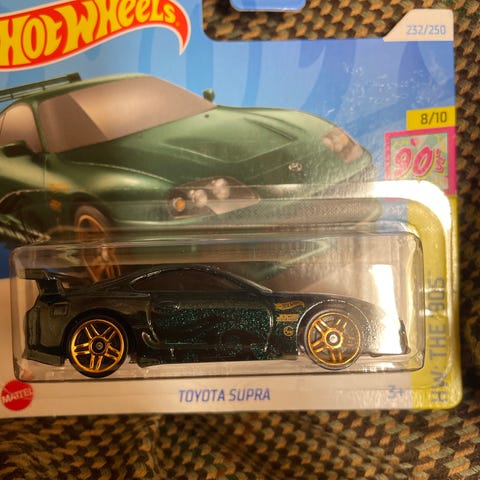 HOT WHEELS
232/250
8/10
90's
HW THE '90s
TOYOTA SUPRA
3+
MATTEL